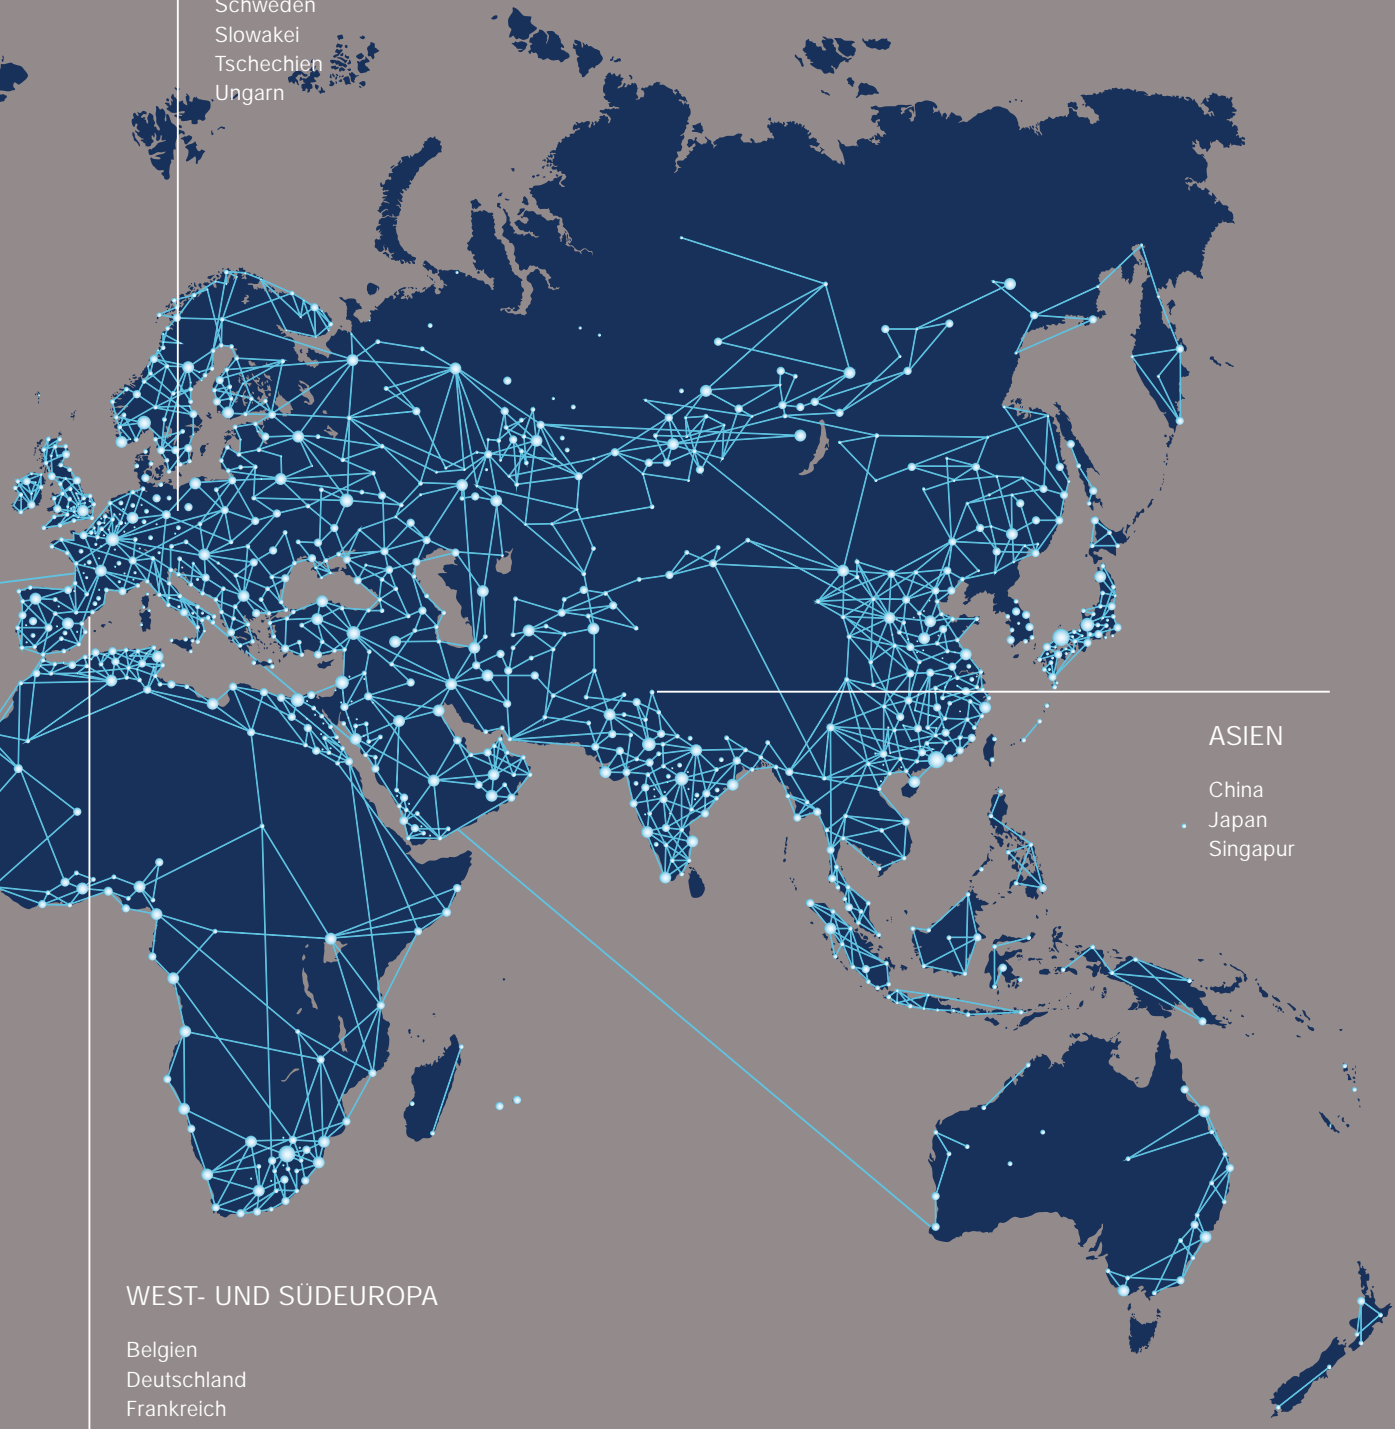 Schweden
Slowakei
Tschechien
Ungarn
ASIEN
China
Japan
Singapur
WEST- UND SÜDEUROPA
Belgien
Deutschland
Frankreich